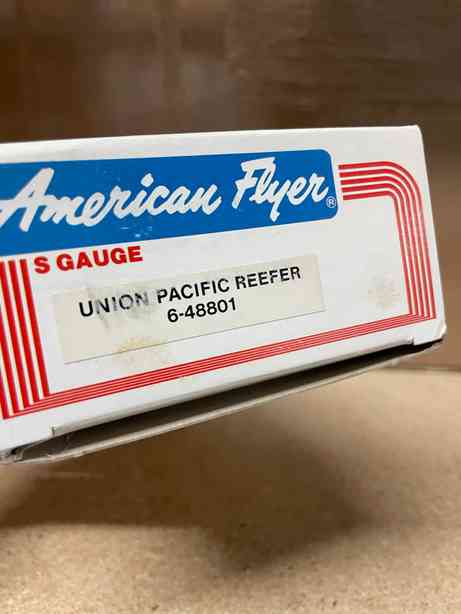 American Flyer®
S GAUGE
UNION PACIFIC REEFER
6-48801